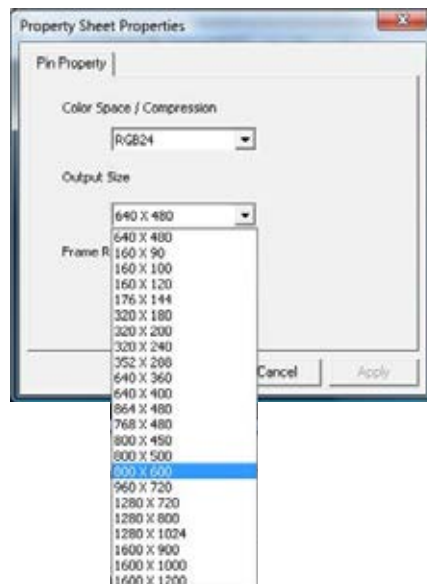 Property Sheet Properties
Pin Property
Color Space / Compression
RGB24
Output Size
640 X 480
640 X 480
Frame R
160 X 90
160 X 100
160 X 120
176 X 144
320 X 180
320 X 200
320 X 240
352 X 288
640 X 360
640 X 400
864 X 480
768 X 480
800 X 450
800 X 500
800 X 600
960 X 720
1280 X 720
1280 X 800
1280 X 1024
1600 X 900
1600 X 1000
1600 X 1200
Cancel
Apply